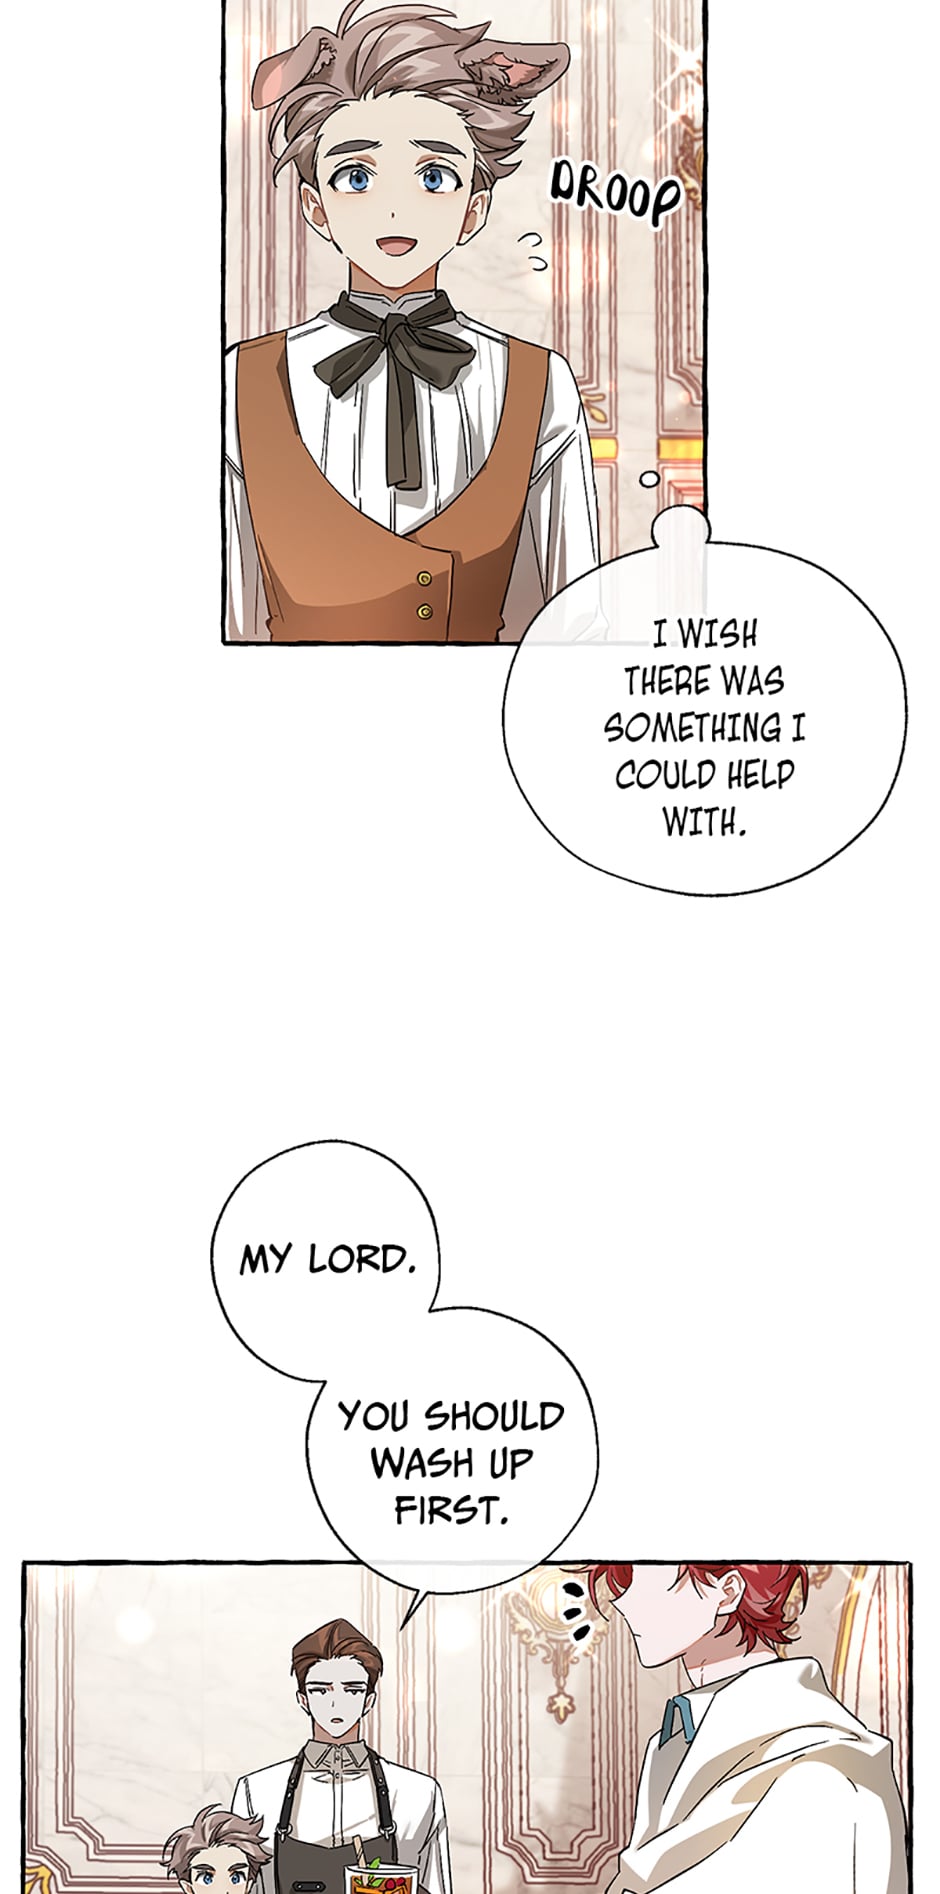 DROOP
I WISH
THERE WAS
SOMETHING I
COULD HELP
WITH.
MY LORD.
YOU SHOULD
WASH UP
FIRST.